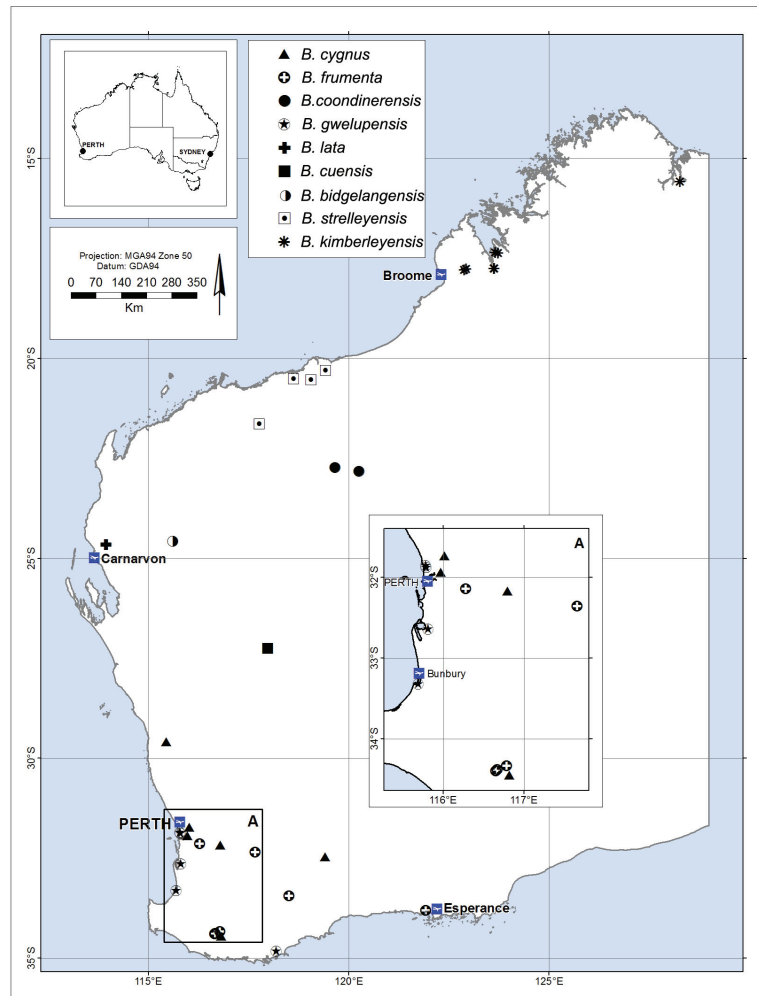 PERTH
SYDNEY
Projection: MGA94 Zone 50
Datum: GDA94
0 70 140 210 280 350
Km
B. cygnus
B. frumenta
B.coondinerensis
B. gwelupensis
B. lata
B. cuensis
B. bidgelangensis
B. strelleyensis
B. kimberleyensis
15°S
Broome
20°S
25°S
Carnarvon
A
32°S
PERTH
33°S
Bunbury
34°S
116°E 117°E
30°S
PERTH
A
Esperance
35°S
115°E 120°E 125°E